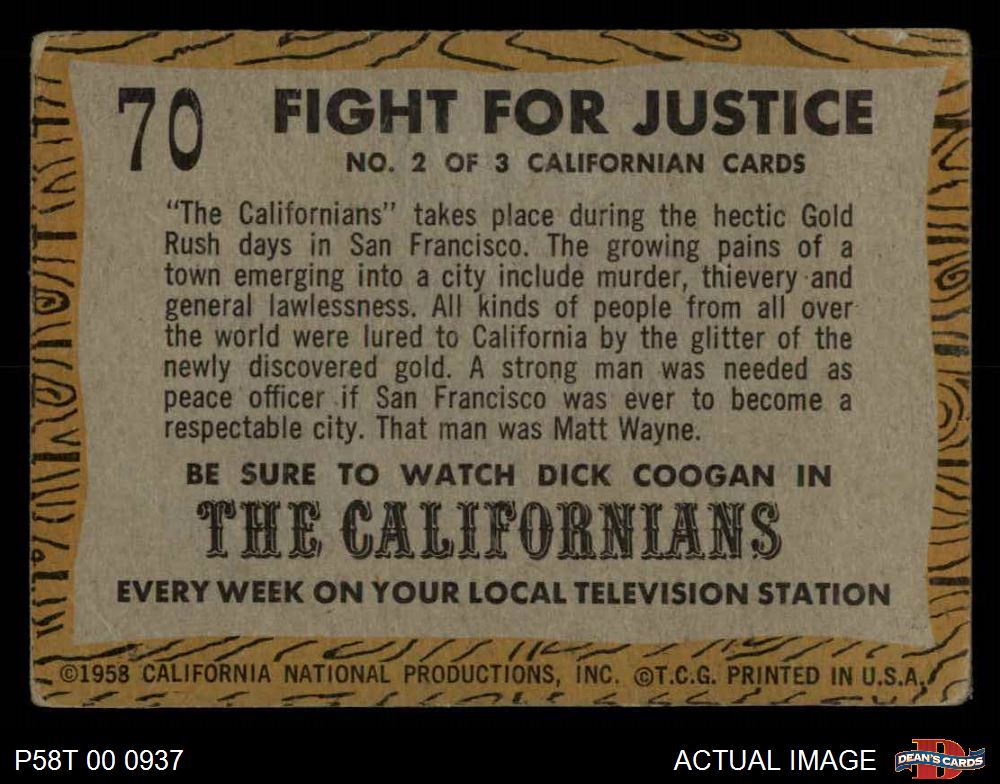 70
FIGHT FOR JUSTICE
NO. 2 OF 3 CALIFORNIAN CARDS
“The Californians” takes place during the hectic Gold
Rush days in San Francisco. The growing pains of a
town emerging into a city include murder, thievery and
general lawlessness. All kinds of people from all over
the world were lured to California by the glitter of the
newly discovered gold. A strong man was needed as
peace officer if San Francisco was ever to become a
respectable city. That man was Matt Wayne.
BE SURE TO WATCH DICK COOGAN IN
THE CALIFORNIANS
EVERY WEEK ON YOUR LOCAL TELEVISION STATION
©1958 CALIFORNIA NATIONAL PRODUCTIONS, INC. ©T.C.G. PRINTED IN U.S.A.
P58T 00 0937
ACTUAL IMAGE
D
DEAN'S CARDS